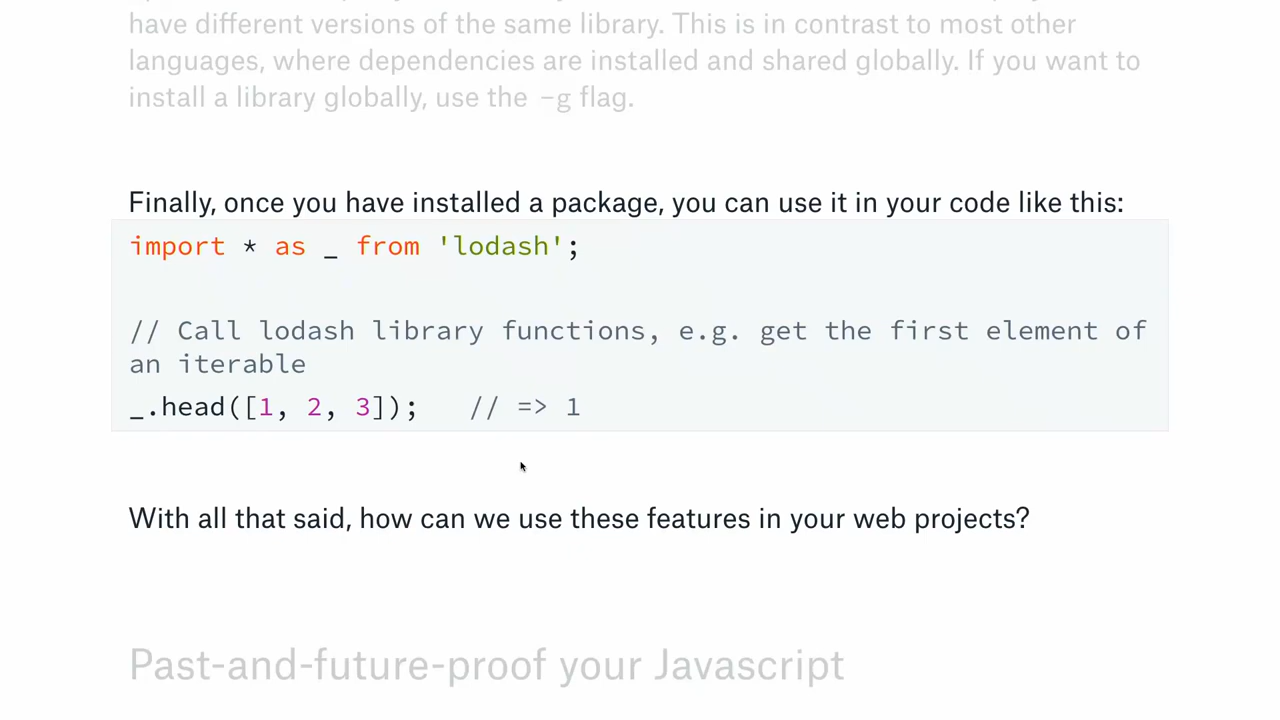 have different versions of the same library. This is in contrast to most other
languages, where dependencies are installed and shared globally. If you want to
install a library globally, use the -g flag.
Finally, once you have installed a package, you can use it in your code like this:
import * as _ from 'lodash';
// Call lodash library functions, e.g. get the first element of
an iterable
_.head([1, 2, 3]);   // => 1
With all that said, how can we use these features in your web projects?
Past-and-future-proof your Javascript